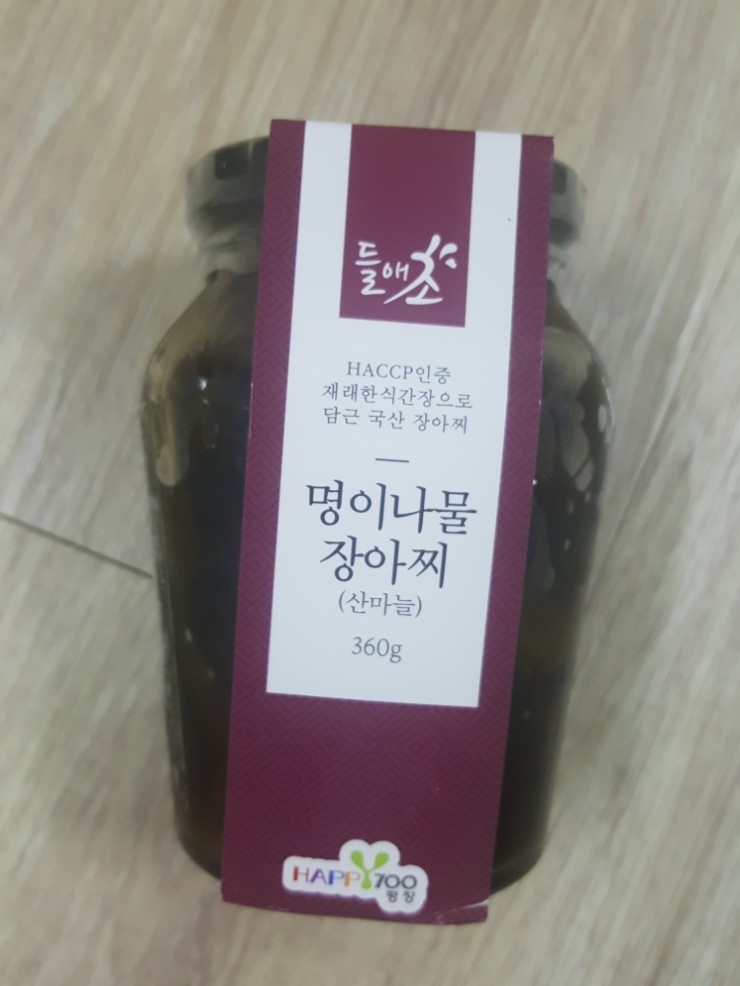 들애초
HACCP인증
재래한식간장으로
담근 국산 장아찌
명이나물
장아찌
(산마늘)
360g
HAPPY700
평창